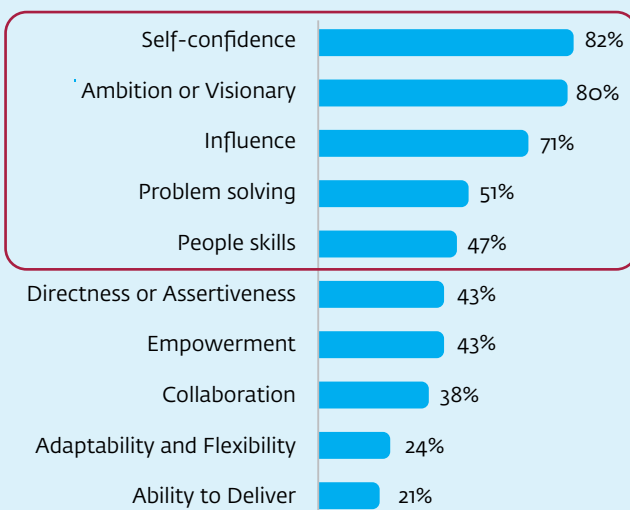 Self-confidence 82%
Ambition or Visionary 80%
Influence 71%
Problem solving 51%
People skills 47%
Directness or Assertiveness 43%
Empowerment 43%
Collaboration 38%
Adaptability and Flexibility 24%
Ability to Deliver 21%